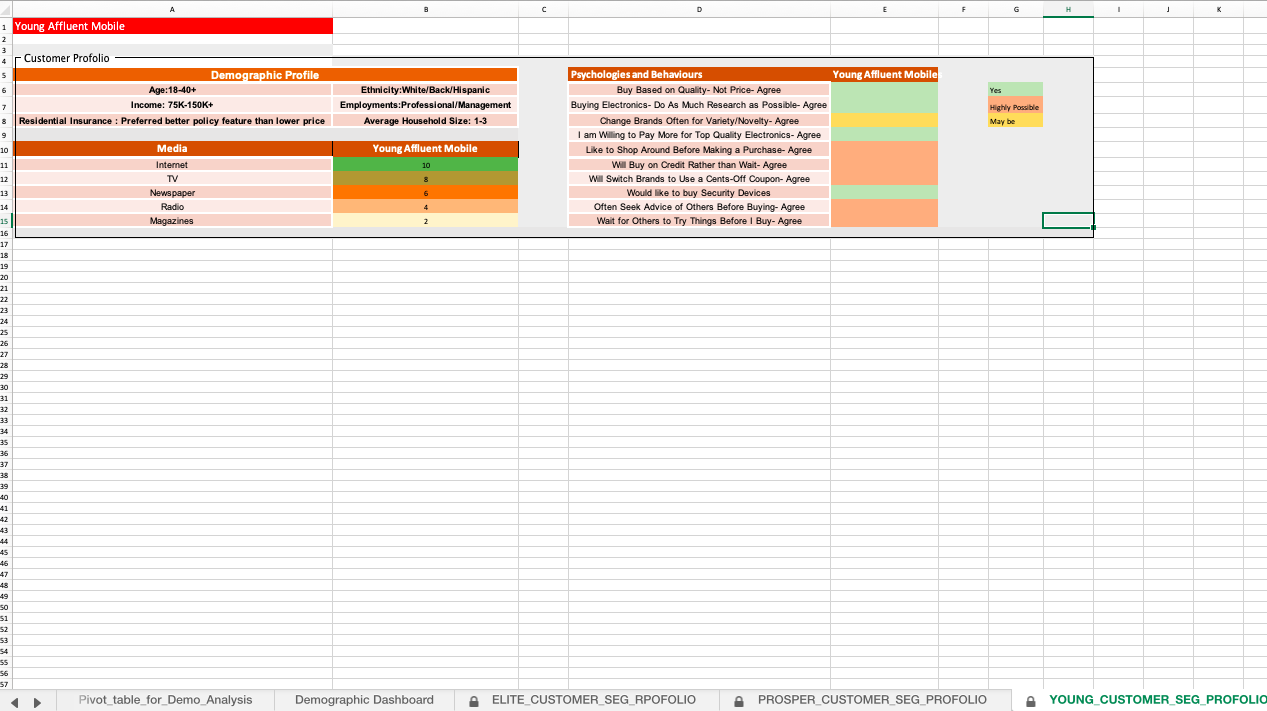 A B C D E F G H I J K
1 Young Affluent Mobile
2
3
4 Customer Profolio
5 Demographic Profile Psychologies and Behaviours Young Affluent Mobile
6 Age:18-40+ Ethnicity:White/Back/Hispanic Buy Based on Quality- Not Price- Agree Yes
7 Income: 75K-150K+ Employments:Professional/Management Buying Electronics- Do As Much Research as Possible- Agree Highly Possible
8 Residential Insurance : Preferred better policy feature than lower price Average Household Size: 1-3 Change Brands Often for Variety/Novelty- Agree May be
9 I am Willing to Pay More for Top Quality Electronics- Agree
10 Media Young Affluent Mobile Like to Shop Around Before Making a Purchase- Agree
11 Internet 10 Will Buy on Credit Rather than Wait- Agree
12 TV 8 Will Switch Brands to Use a Cents-Off Coupon- Agree
13 Newspaper 6 Would like to buy Security Devices
14 Radio 4 Often Seek Advice of Others Before Buying- Agree
15 Magazines 2 Wait for Others to Try Things Before I Buy- Agree
16
17
18
19
20
21
22
23
24
25
26
27
28
29
30
31
32
33
34
35
36
37
38
39
40
41
42
43
44
45
46
47
48
49
50
51
52
53
54
55
56
57
Pivot_table_for_Demo_Analysis Demographic Dashboard ELITE_CUSTOMER_SEG_RPOFOLIO PROSPER_CUSTOMER_SEG_PROFOLIO YOUNG_CUSTOMER_SEG_PROFOLIO